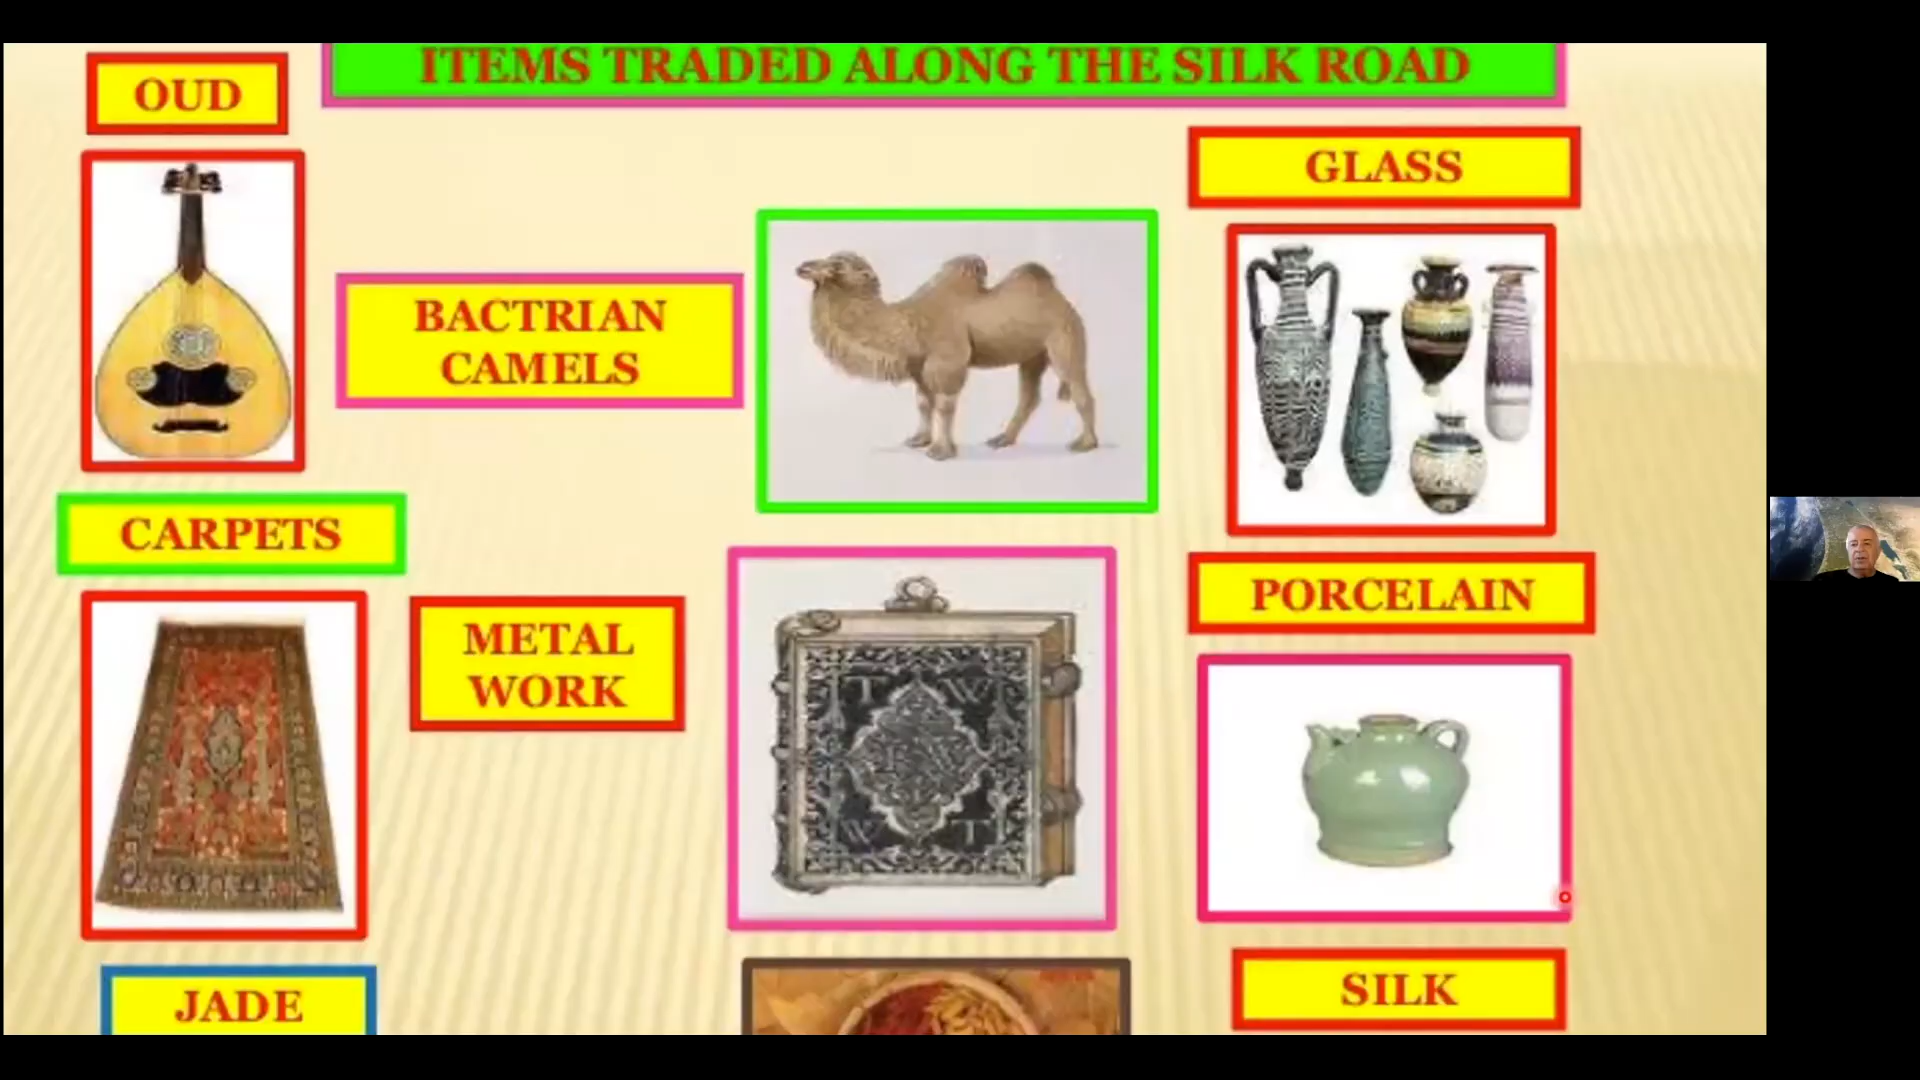 ITEMS TRADED ALONG THE SILK ROAD
OUD
GLASS
BACTRIAN
CAMELS
CARPETS
METAL
WORK
T W
W T
PORCELAIN
JADE
SILK